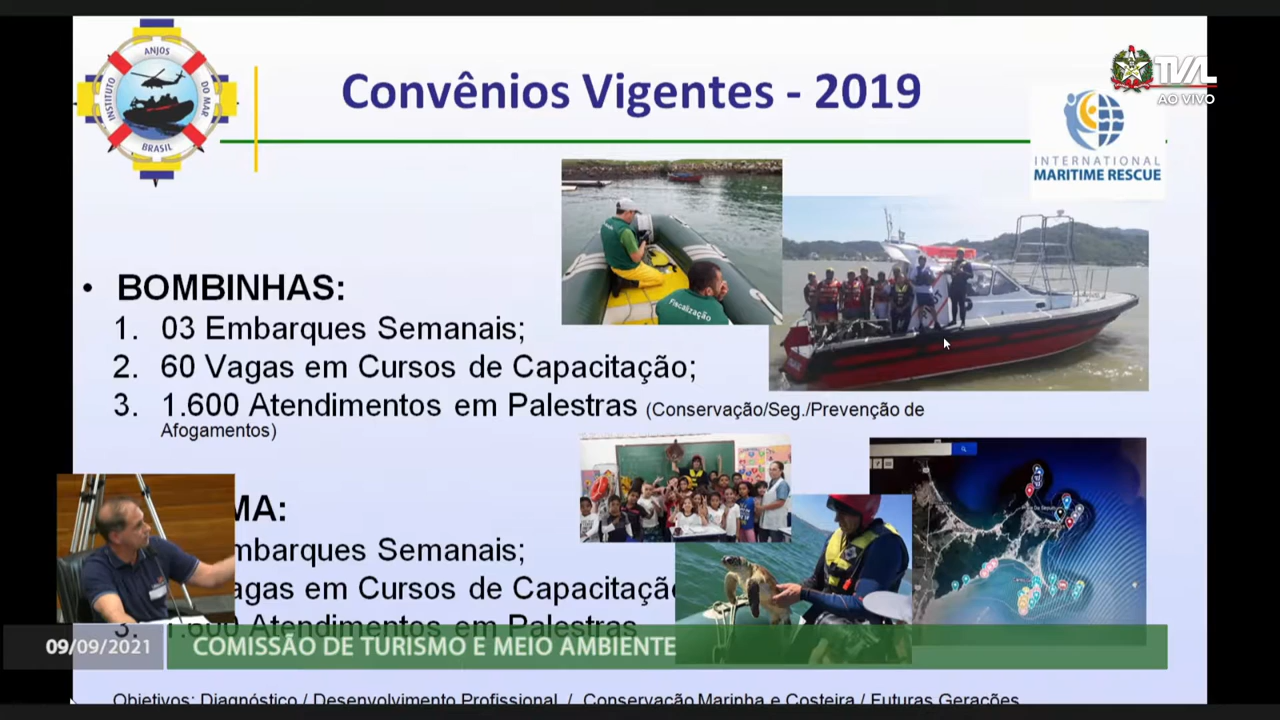 INSTITUTO
ANJOS
DO MAR
BRASIL
Convênios Vigentes - 2019
TVAL
AO VIVO
INTERNATIONAL
MARITIME RESCUE
Fiscalização
• BOMBINHAS:
1. 03 Embarques Semanais;
2. 60 Vagas em Cursos de Capacitação;
3. 1.600 Atendimentos em Palestras (Conservação/Seg./Prevenção de
Afogamentos)
MA:
mbarques Semanais;
agas em Cursos de Capacitaçã
3. 1.600 Atendimentos em Palestras
09/09/2021
COMISSÃO DE TURISMO E MEIO AMBIENTE
Objetivos: Diagnóstico / Desenvolvimento Profissional / Conservação Marinha e Costeira / Futuras Gerações